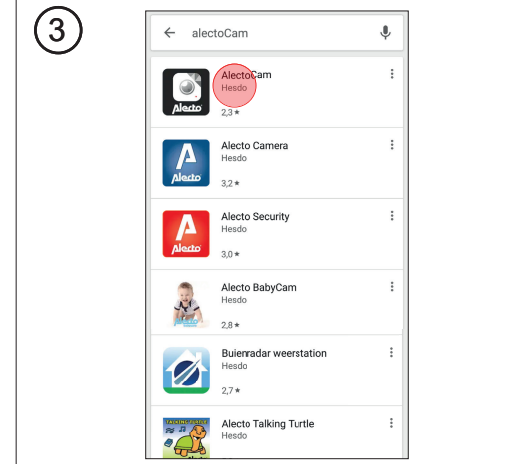 3
alectoCam
AlectoCam
Hesdo
2,3 ★
Alecto
Alecto Camera
Hesdo
3,2 ★
Alecto
Alecto Security
Hesdo
3,0 ★
Alecto
Alecto BabyCam
Hesdo
2,8 ★
Buienradar weerstation
Hesdo
2,7 ★
TALKING TURTLE
Alecto Talking Turtle
Hesdo